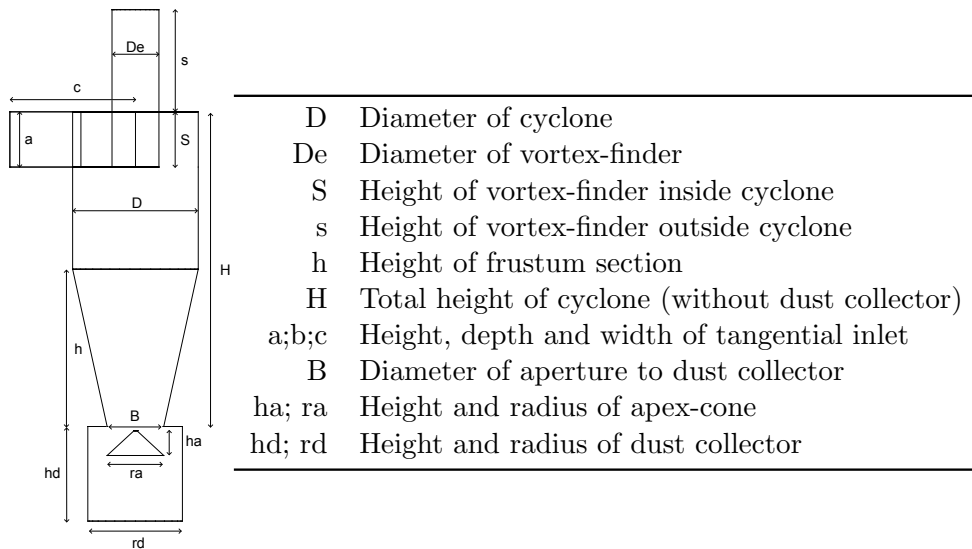 De
s
c
a
S
D
H
h
B
ha
ra
hd
rd
D Diameter of cyclone
De Diameter of vortex-finder
S Height of vortex-finder inside cyclone
s Height of vortex-finder outside cyclone
h Height of frustum section
H Total height of cyclone (without dust collector)
a;b;c Height, depth and width of tangential inlet
B Diameter of aperture to dust collector
ha; ra Height and radius of apex-cone
hd; rd Height and radius of dust collector